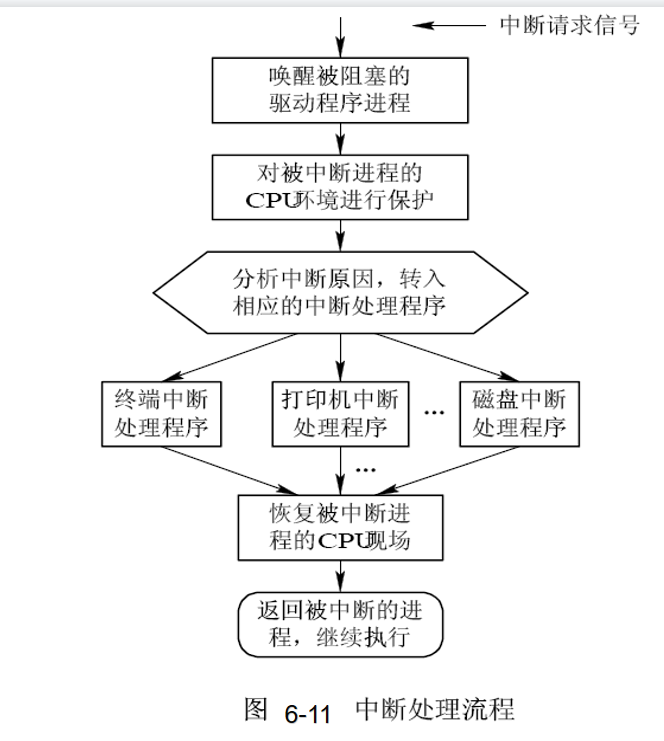 中断请求信号
唤醒被阻塞的
驱动程序进程
对被中断进程的
CPU环境进行保护
分析中断原因，转入
相应的中断处理程序
终端中断
处理程序
打印机中断
处理程序
…
磁盘中断
处理程序
…
恢复被中断进
程的CPU现场
返回被中断的进
程，继续执行
图 6-11 中断处理流程